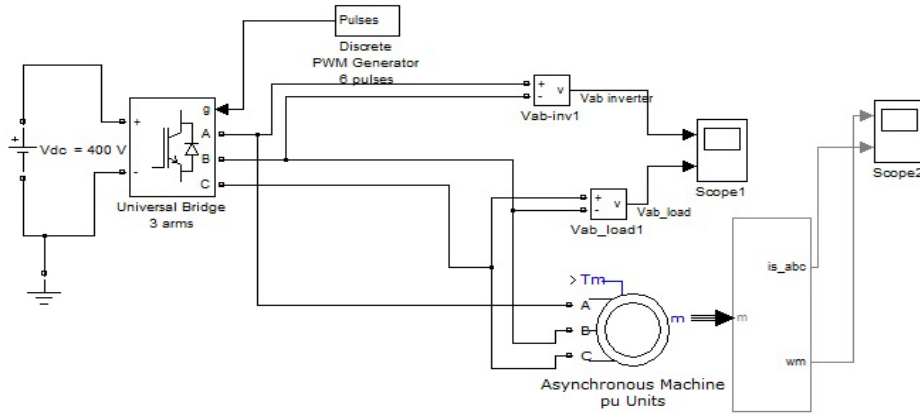 Pulses
Discrete
PWM Generator
6 pulses
+
v
-
Vab inverter
Vab-inv1
g
+
A
+
Vdc = 400 V
B
-
C
Universal Bridge
3 arms
Scope1
Scope2
+
v
-
Vab_load
Vab_load1
is_abc
Tm
A
m
m
B
C
wm
Asynchronous Machine
pu Units